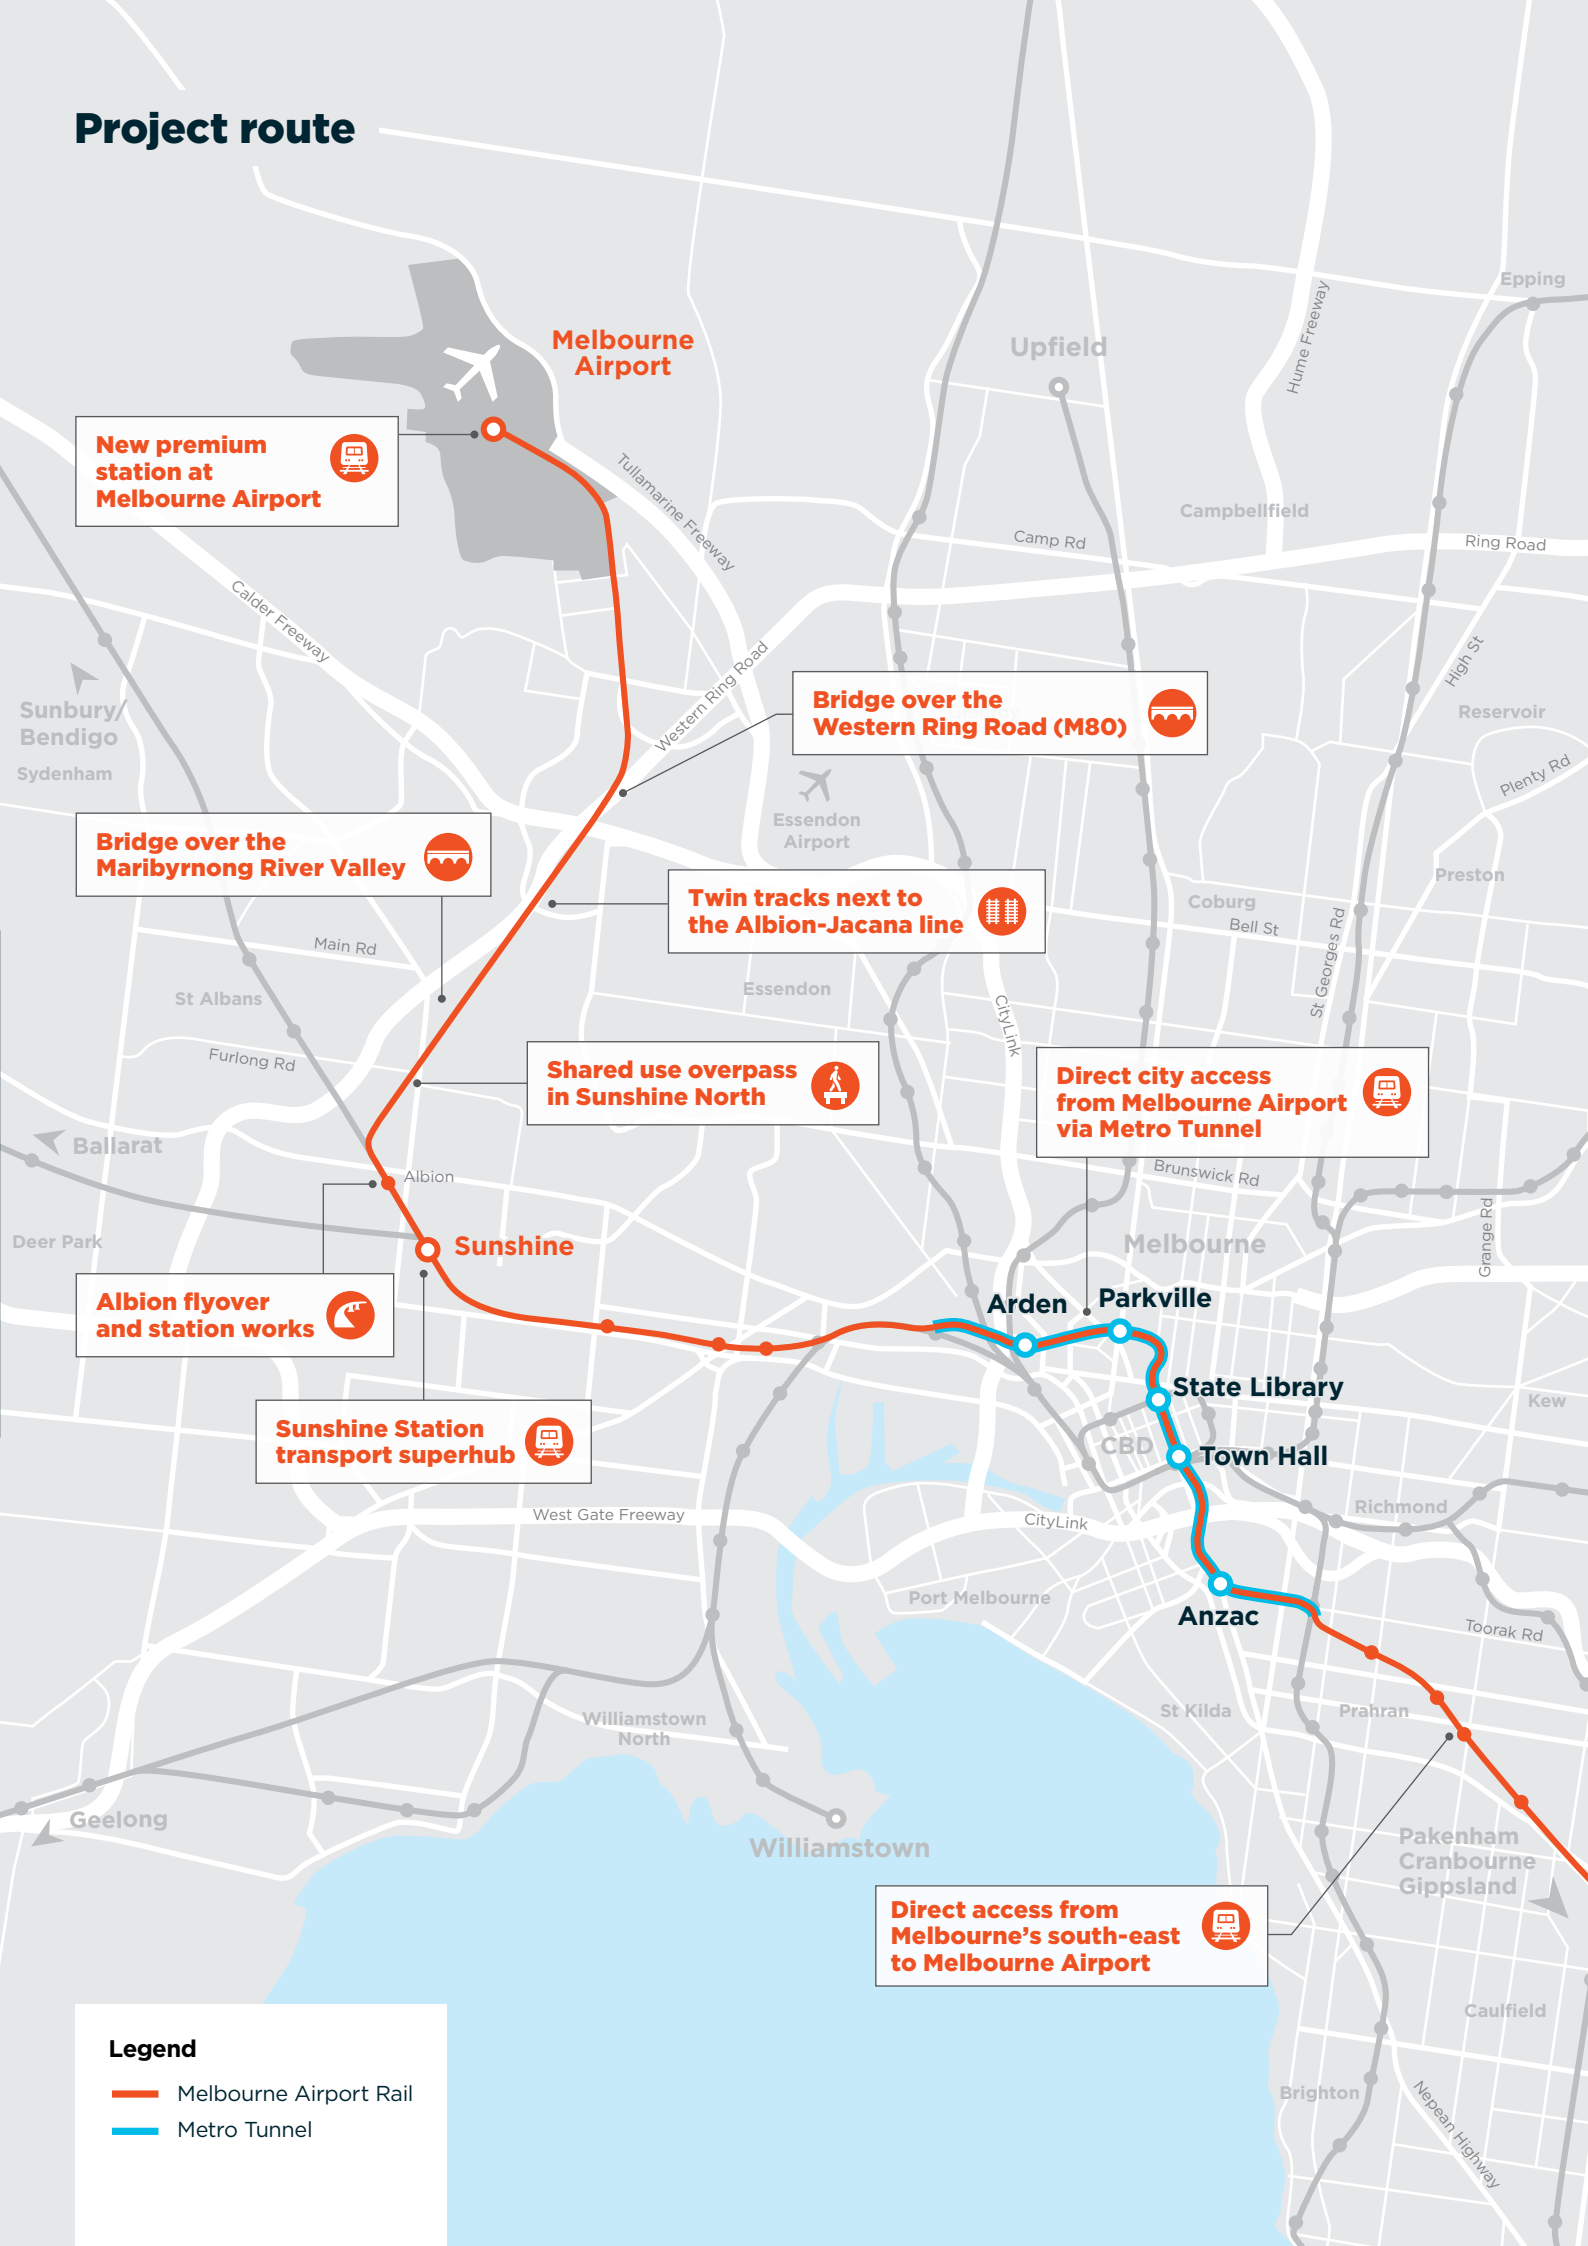 Project route
Epping
Hume Freeway
Melbourne
Airport
Upfield
New premium
station at
Melbourne Airport
Tullamarine Freeway
Campbellfield
Camp Rd
Ring Road
Calder Freeway
High St
Western Ring Road
Bridge over the
Western Ring Road (M80)
Sunbury/
Bendigo
Sydenham
Reservoir
Plenty Rd
Essendon
Airport
Bridge over the
Maribyrnong River Valley
Preston
Twin tracks next to
the Albion-Jacana line
Coburg
Bell St
St Georges Rd
Main Rd
St Albans
Essendon
CityLink
Furlong Rd
Shared use overpass
in Sunshine North
Direct city access
from Melbourne Airport
via Metro Tunnel
Ballarat
Albion
Brunswick Rd
Grange Rd
Deer Park
Sunshine
Melbourne
Albion flyover
and station works
Arden
Parkville
State Library
Kew
Sunshine Station
transport superhub
CBD
Town Hall
West Gate Freeway
CityLink
Richmond
Port Melbourne
Anzac
Toorak Rd
St Kilda
Prahran
Williamstown
North
Geelong
Williamstown
Pakenham
Cranbourne
Gippsland
Direct access from
Melbourne’s south-east
to Melbourne Airport
Caulfield
Brighton
Nepean Highway
Legend
Melbourne Airport Rail
Metro Tunnel